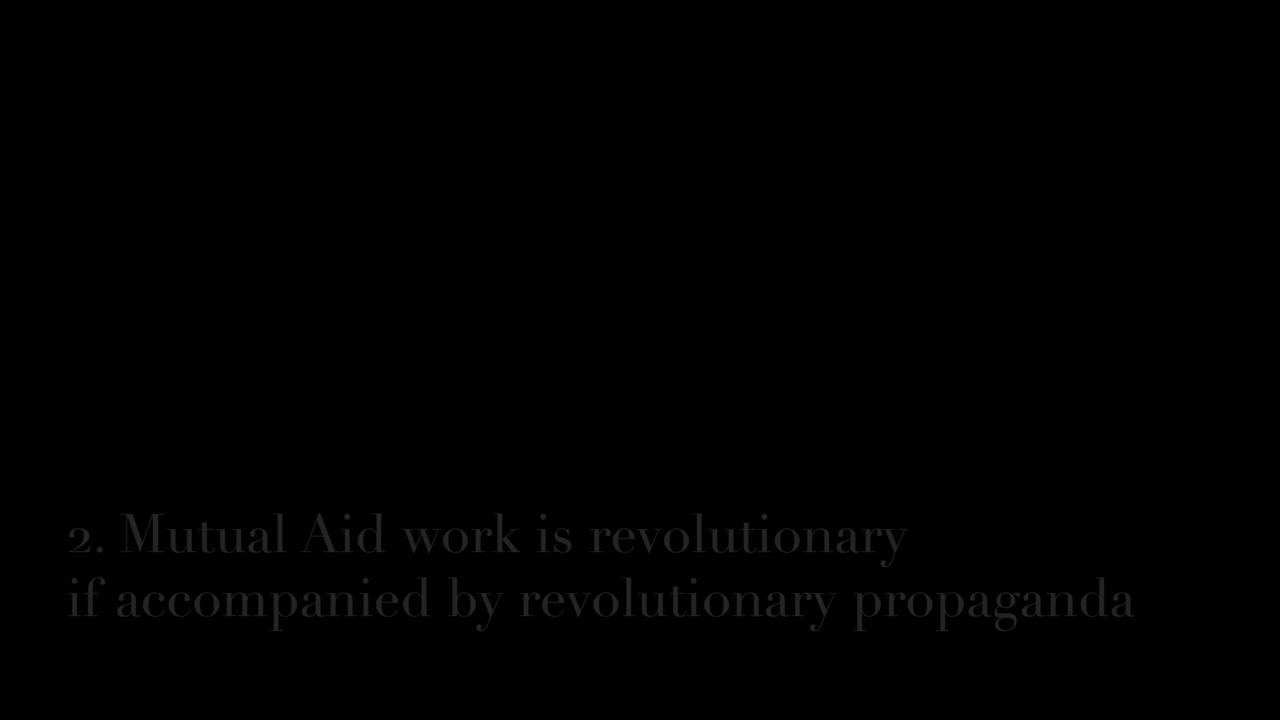 2. Mutual Aid work is revolutionary
if accompanied by revolutionary propaganda